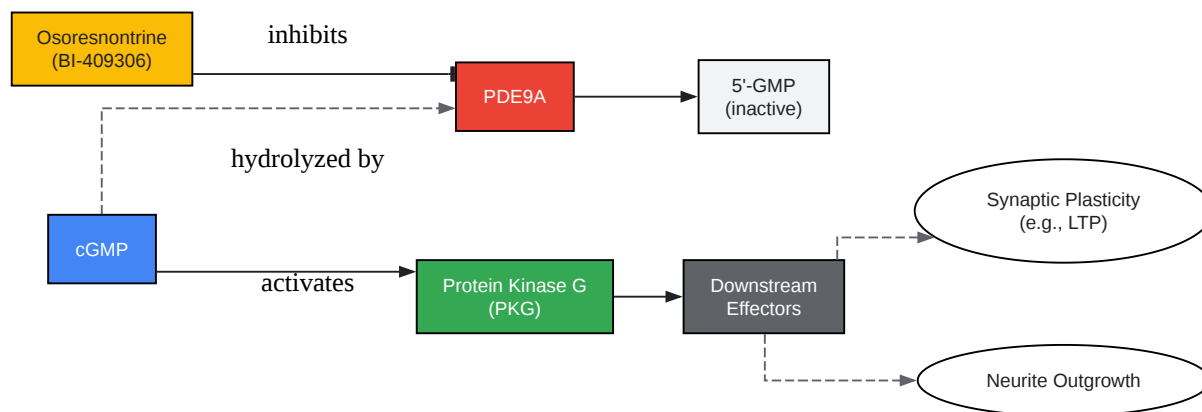 Osoresnontrine
(BI-409306)
inhibits
PDE9A
5'-GMP
(inactive)
hydrolyzed by
cGMP
activates
Protein Kinase G
(PKG)
Downstream
Effectors
Synaptic Plasticity
(e.g., LTP)
Neurite Outgrowth